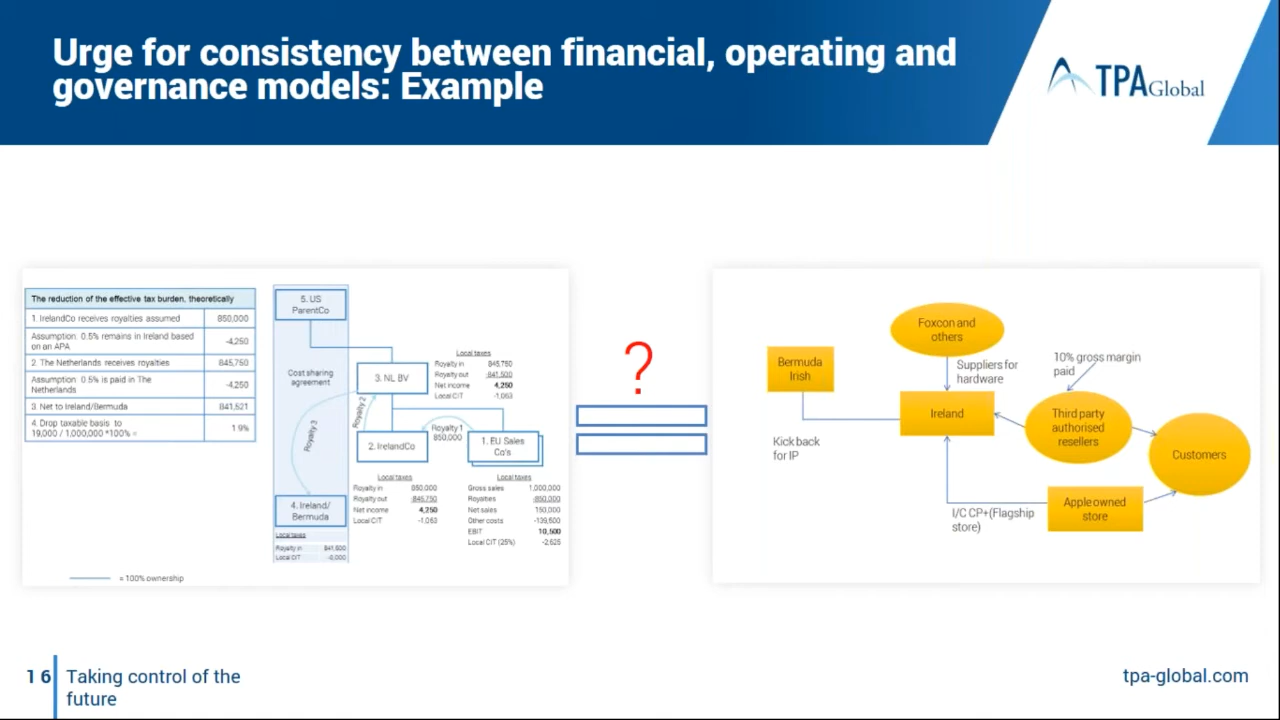 Urge for consistency between financial, operating and
governance models: Example
TPAGlobal
The reduction of the effective tax burden, theoretically
1. IrelandCo receives royalties assumed 850,000
Assumption: 0.5% remains in Ireland based
on an APA
-4,250
2. The Netherlands receives royalties 845,750
Assumption: 0.5% is paid in The
Netherlands
-4,250
3. Net to Ireland/Bermuda 841,521
4. Drop taxable basis to
19,000 / 1,000,000 *100% =
1.9%
5. US
ParentCo
Cost sharing
agreement
3. NL BV
Local taxes
Royalty in 845,750
Royalty out -841,500
Net income 4,250
Local CIT -1,063
Royalty 2
Royalty 3
Royalty 1
850,000
2. IrelandCo
1. EU Sales
Co's
Local taxes
Royalty in 850,000
Royalty out -845,750
Net income 4,250
Local CIT -1,063
Local taxes
Gross sales 1,000,000
Royalties -850,000
Net sales 150,000
Other costs -139,500
EBIT 10,500
Local CIT (25%) -2,625
4. Ireland/
Bermuda
Local taxes
Royalty in 841,500
Local CIT
= 100% ownership
?
Foxcon and
others
Suppliers for
hardware
10% gross margin
paid
Bermuda
Irish
Ireland
Third party
authorised
resellers
Customers
Kick back
for IP
I/C CP+(Flagship
store)
Apple owned
store
16
Taking control of the
future
tpa-global.com